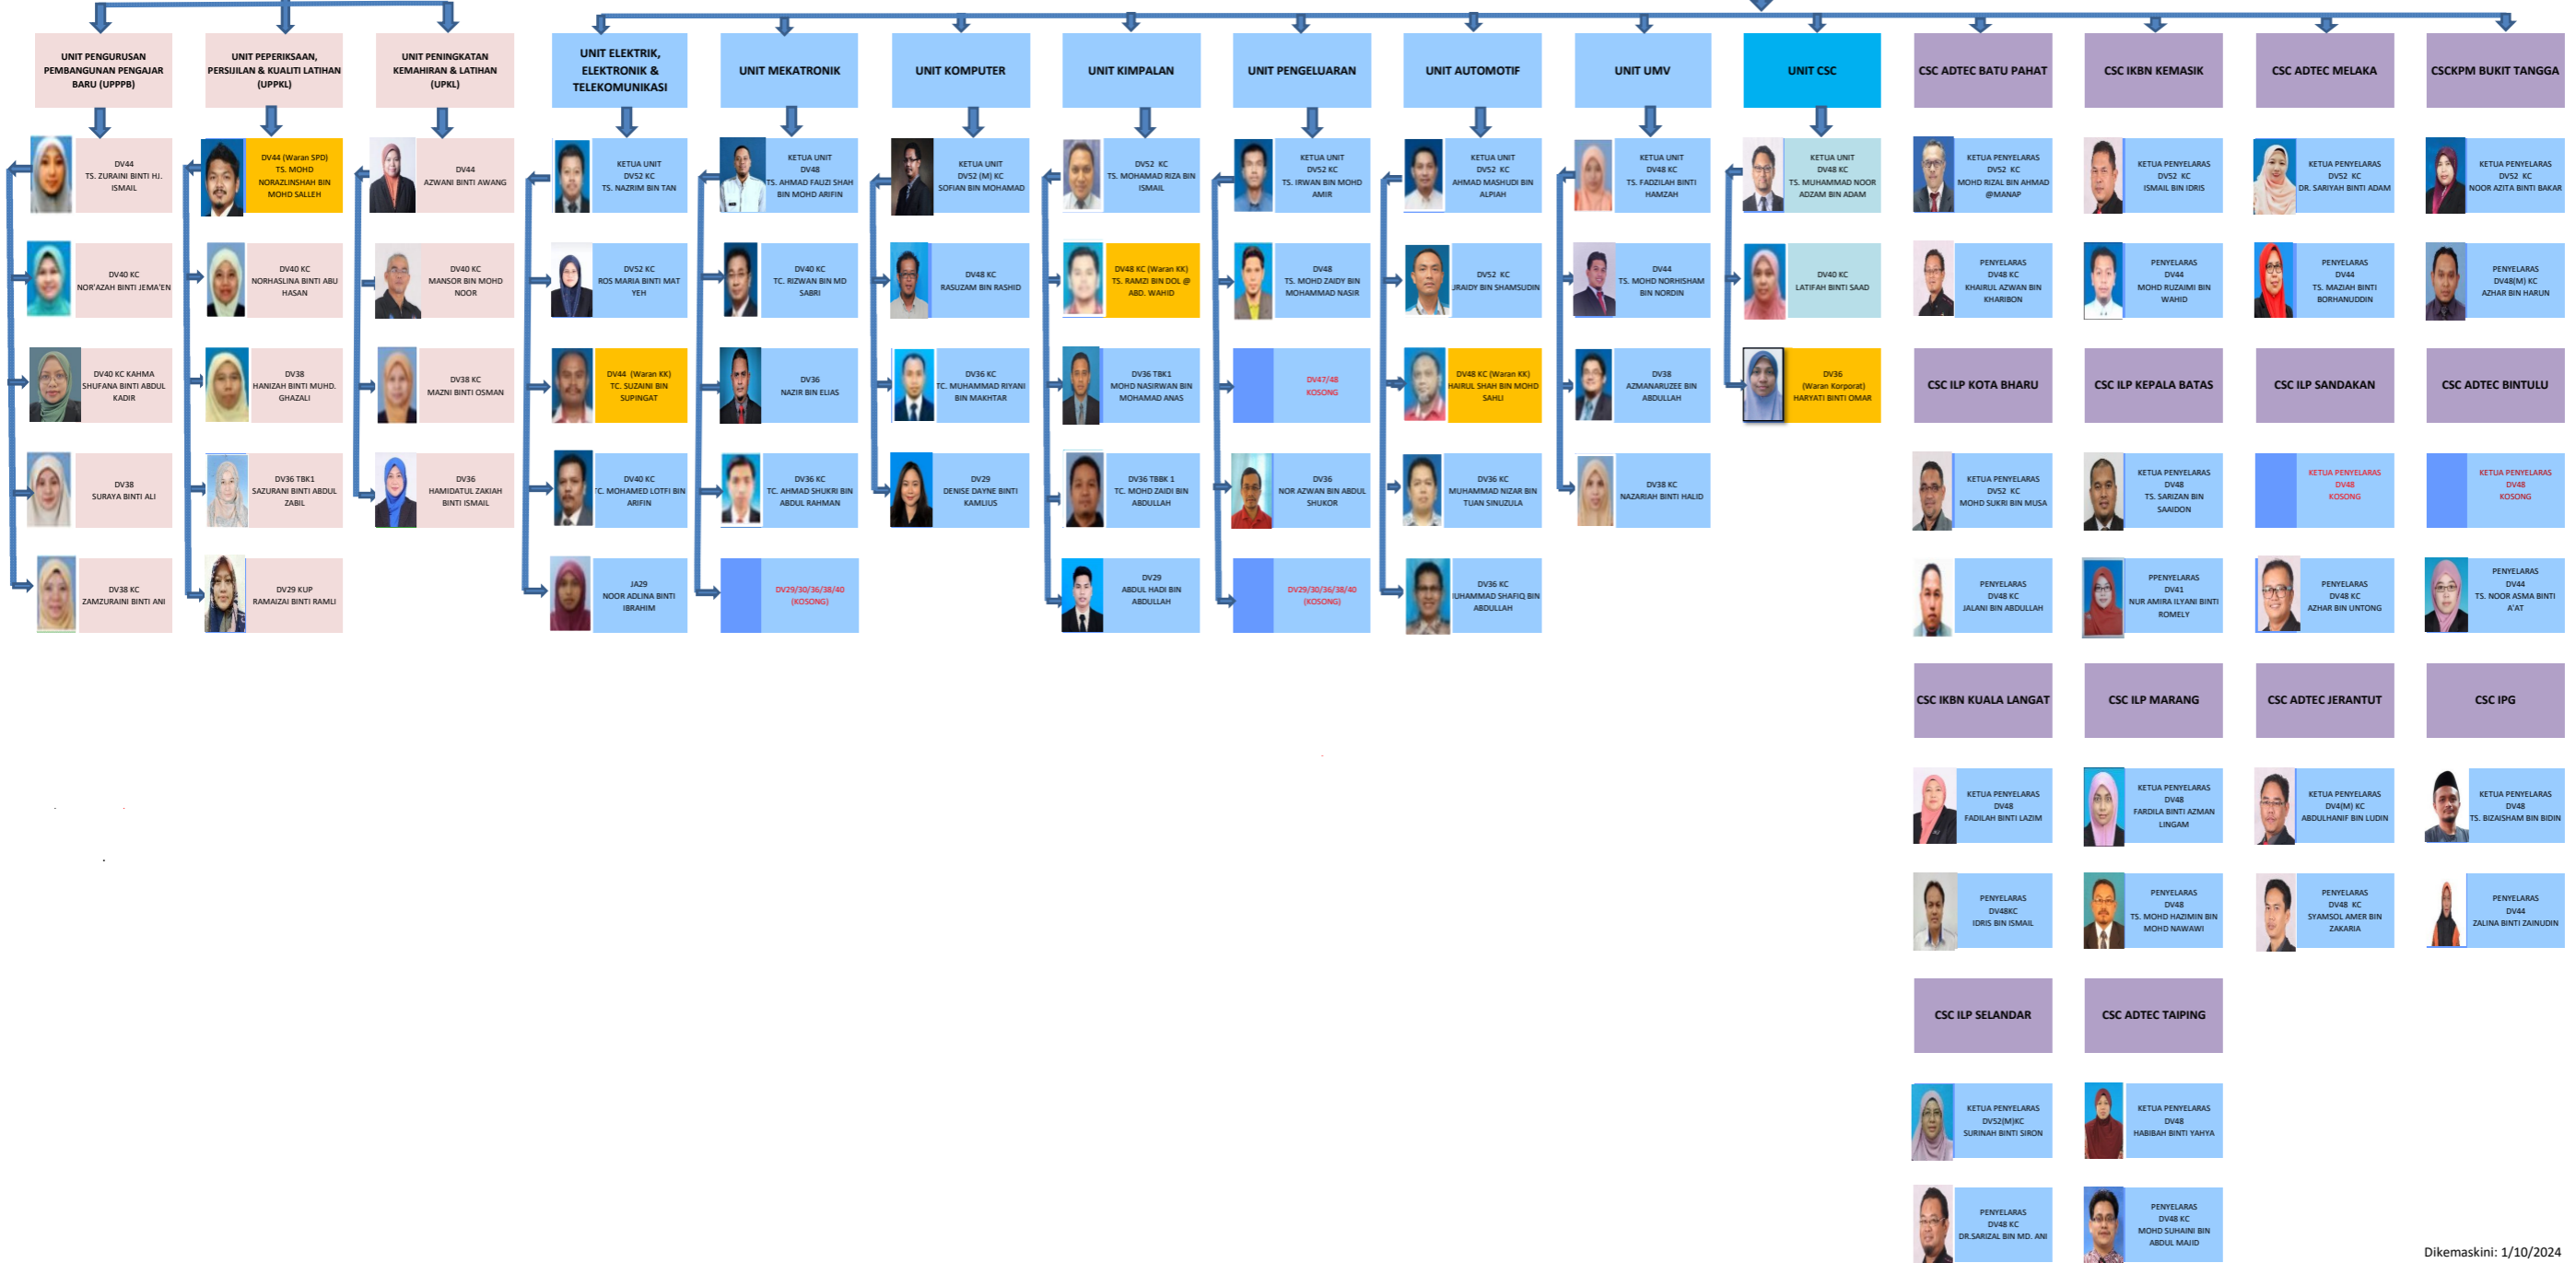 UNIT PENGURUSAN
PEMBANGUNAN PENGAJAR
BARU (UPPPB)
DV44
TS. ZURAINI BINTI HJ.
ISMAIL
DV40 KC
NOR'AZAH BINTI JEMA'EN
DV40 KC KAHMA
SHUFANA BINTI ABDUL
KADIR
DV38
SURAYA BINTI ALI
DV38 KC
ZAMZURAINI BINTI ANI
UNIT PEPERIKSAAN,
PERSIJILAN & KUALITI LATIHAN
(UPPKL)
DV44 (Waran SPD)
TS. MOHD
NORAZLINSHAH BIN
MOHD SALLEH
DV40 KC
NORHASLINA BINTI ABU
HASAN
DV38
HANIZAH BINTI MUHD.
GHAZALI
DV36 TBK1
SAZURANI BINTI ABDUL
ZABIL
DV29 KUP
RAMAIZAI BINTI RAMLI
UNIT PENINGKATAN
KEMAHIRAN & LATIHAN
(UPKL)
DV44
AZWANI BINTI AWANG
DV40 KC
MANSOR BIN MOHD
NOOR
DV38 KC
MAZNI BINTI OSMAN
DV36
HAMIDATUL ZAKIAH
BINTI ISMAIL
UNIT ELEKTRIK,
ELEKTRONIK &
TELEKOMUNIKASI
KETUA UNIT
DV52 KC
TS. NAZRIM BIN TAN
DV52 KC
ROS MARIA BINTI MAT
YEH
DV44 (Waran KK)
TC. SUZAINI BIN
SUPINGAT
DV40 KC
TC. MOHAMED LOTFI BIN
ARIFIN
JA29
NOOR ADLINA BINTI
IBRAHIM
UNIT MEKATRONIK
KETUA UNIT
DV48
TS. AHMAD FAUZI SHAH
BIN MOHD ARIFIN
DV40 KC
TC. RIZWAN BIN MD
SABRI
DV36
NAZIR BIN ELIAS
DV36 KC
TC. AHMAD SHUKRI BIN
ABDUL RAHMAN
DV29/30/36/38/40
(KOSONG)
UNIT KOMPUTER
KETUA UNIT
DV52 (M) KC
SOFIAN BIN MOHAMAD
DV48 KC
RASUZAM BIN RASHID
DV36 KC
TC. MUHAMMAD RIYANI
BIN MAKHTAR
DV29
DENISE DAYNE BINTI
KAMLIUS
UNIT KIMPALAN
DV52 KC
TS. MOHAMAD RIZA BIN
ISMAIL
DV48 KC (Waran KK)
TS. RAMZI BIN DOL @
ABD. WAHID
DV36 TBK1
MOHD NASIRWAN BIN
MOHAMAD ANAS
DV36 TBBK 1
TC. MOHD ZAIDI BIN
ABDULLAH
DV29
ABDUL HADI BIN
ABDULLAH
UNIT PENGELUARAN
KETUA UNIT
DV52 KC
TS. IRWAN BIN MOHD
AMIR
DV48
TS. MOHD ZAIDY BIN
MOHAMMAD NASIR
DV47/48
KOSONG
DV36
NOR AZWAN BIN ABDUL
SHUKOR
DV29/30/36/38/40
(KOSONG)
UNIT AUTOMOTIF
KETUA UNIT
DV52 KC
AHMAD MASHUDI BIN
ALPIAH
DV52 KC
JRAIDY BIN SHAMSUDIN
DV48 KC (Waran KK)
HAIRUL SHAH BIN MOHD
SAHLI
DV36 KC
MUHAMMAD NIZAR BIN
TUAN SINUZULA
DV36 KC
IUHAMMAD SHAFIQ BIN
ABDULLAH
UNIT UMV
KETUA UNIT
DV48 KC
TS. FADZILAH BINTI
HAMZAH
DV44
TS. MOHD NORHISHAM
BIN NORDIN
DV38
AZMANARUZEE BIN
ABDULLAH
DV38 KC
NAZARIAH BINTI HALID
UNIT CSC
KETUA UNIT
DV48 KC
TS. MUHAMMAD NOOR
ADZAM BIN ADAM
DV40 KC
LATIFAH BINTI SAAD
DV36
(Waran Korporat)
HARYATI BINTI OMAR
CSC ADTEC BATU PAHAT
KETUA PENYELARAS
DV52 KC
MOHD RIZAL BIN AHMAD
@MANAP
PENYELARAS
DV48 KC
KHAIRUL AZWAN BIN
KHARIBON
CSC ILP KOTA BHARU
KETUA PENYELARAS
DV52 KC
MOHD SUKRI BIN MUSA
PENYELARAS
DV48 KC
JALANI BIN ABDULLAH
CSC IKBN KUALA LANGAT
KETUA PENYELARAS
DV48
FADILAH BINTI LAZIM
PENYELARAS
DV48KC
IDRIS BIN ISMAIL
CSC ILP SELANDAR
KETUA PENYELARAS
DV52(M)KC
SURINAH BINTI SIRON
PENYELARAS
DV48 KC
DR.SARIZAL BIN MD. ANI
CSC IKBN KEMASIK
KETUA PENYELARAS
DV52 KC
ISMAIL BIN IDRIS
PENYELARAS
DV44
MOHD RUZAIMI BIN
WAHID
CSC ILP KEPALA BATAS
KETUA PENYELARAS
DV48
TS. SARIZAN BIN
SAAIDON
PPENYELARAS
DV41
NUR AMIRA ILYANI BINTI
ROMELY
CSC ILP MARANG
KETUA PENYELARAS
DV48
FARDILA BINTI AZMAN
LINGAM
PENYELARAS
DV48
TS. MOHD HAZIMIN BIN
MOHD NAWAWI
CSC ADTEC TAIPING
KETUA PENYELARAS
DV48
HABIBAH BINTI YAHYA
PENYELARAS
DV48 KC
MOHD SUHAINI BIN
ABDUL MAJID
CSC ADTEC MELAKA
KETUA PENYELARAS
DV52 KC
DR. SARIYAH BINTI ADAM
PENYELARAS
DV44
TS. MAZIAH BINTI
BORHANUDDIN
CSC ILP SANDAKAN
KETUA PENYELARAS
DV48
KOSONG
PENYELARAS
DV48 KC
AZHAR BIN UNTONG
CSC ADTEC JERANTUT
KETUA PENYELARAS
DV4(M) KC
ABDULHANIF BIN LUDIN
PENYELARAS
DV48 KC
SYAMSOL AMER BIN
ZAKARIA
CSCKPM BUKIT TANGGA
KETUA PENYELARAS
DV52 KC
NOOR AZITA BINTI BAKAR
PENYELARAS
DV48(M) KC
AZHAR BIN HARUN
CSC ADTEC BINTULU
KETUA PENYELARAS
DV48
KOSONG
PENYELARAS
DV44
TS. NOOR ASMA BINTI
A'AT
CSC IPG
KETUA PENYELARAS
DV48
TS. BIZAISHAM BIN BIDIN
PENYELARAS
DV44
ZALINA BINTI ZAINUDIN
Dikemaskini: 1/10/2024